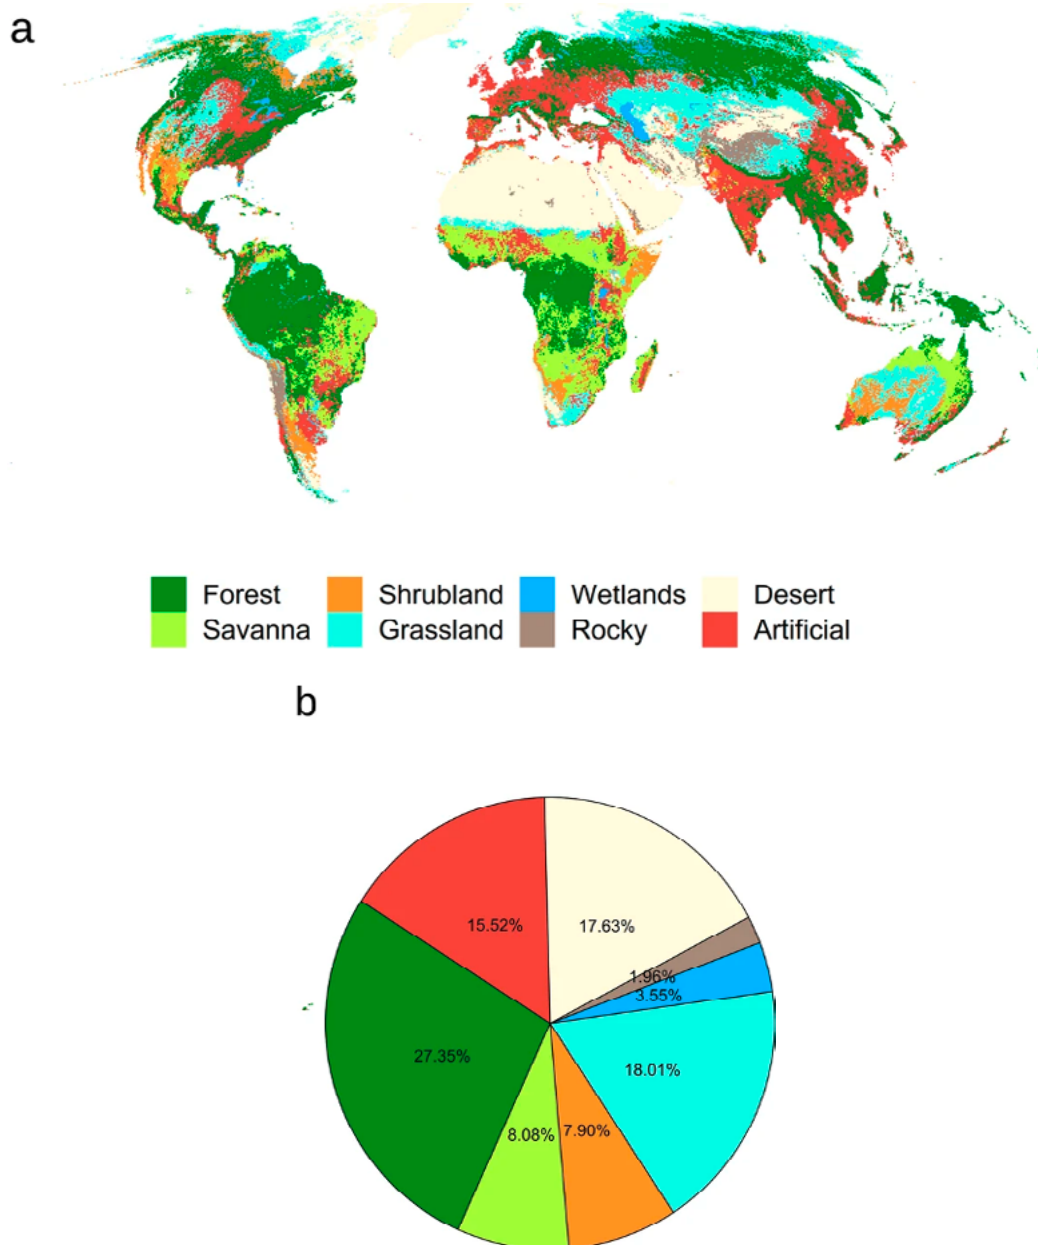 a
Forest Shrubland Wetlands Desert
Savanna Grassland Rocky Artificial
b
15.52% 17.63%
1.96%
3.55%
27.35% 18.01%
8.08% 7.90%